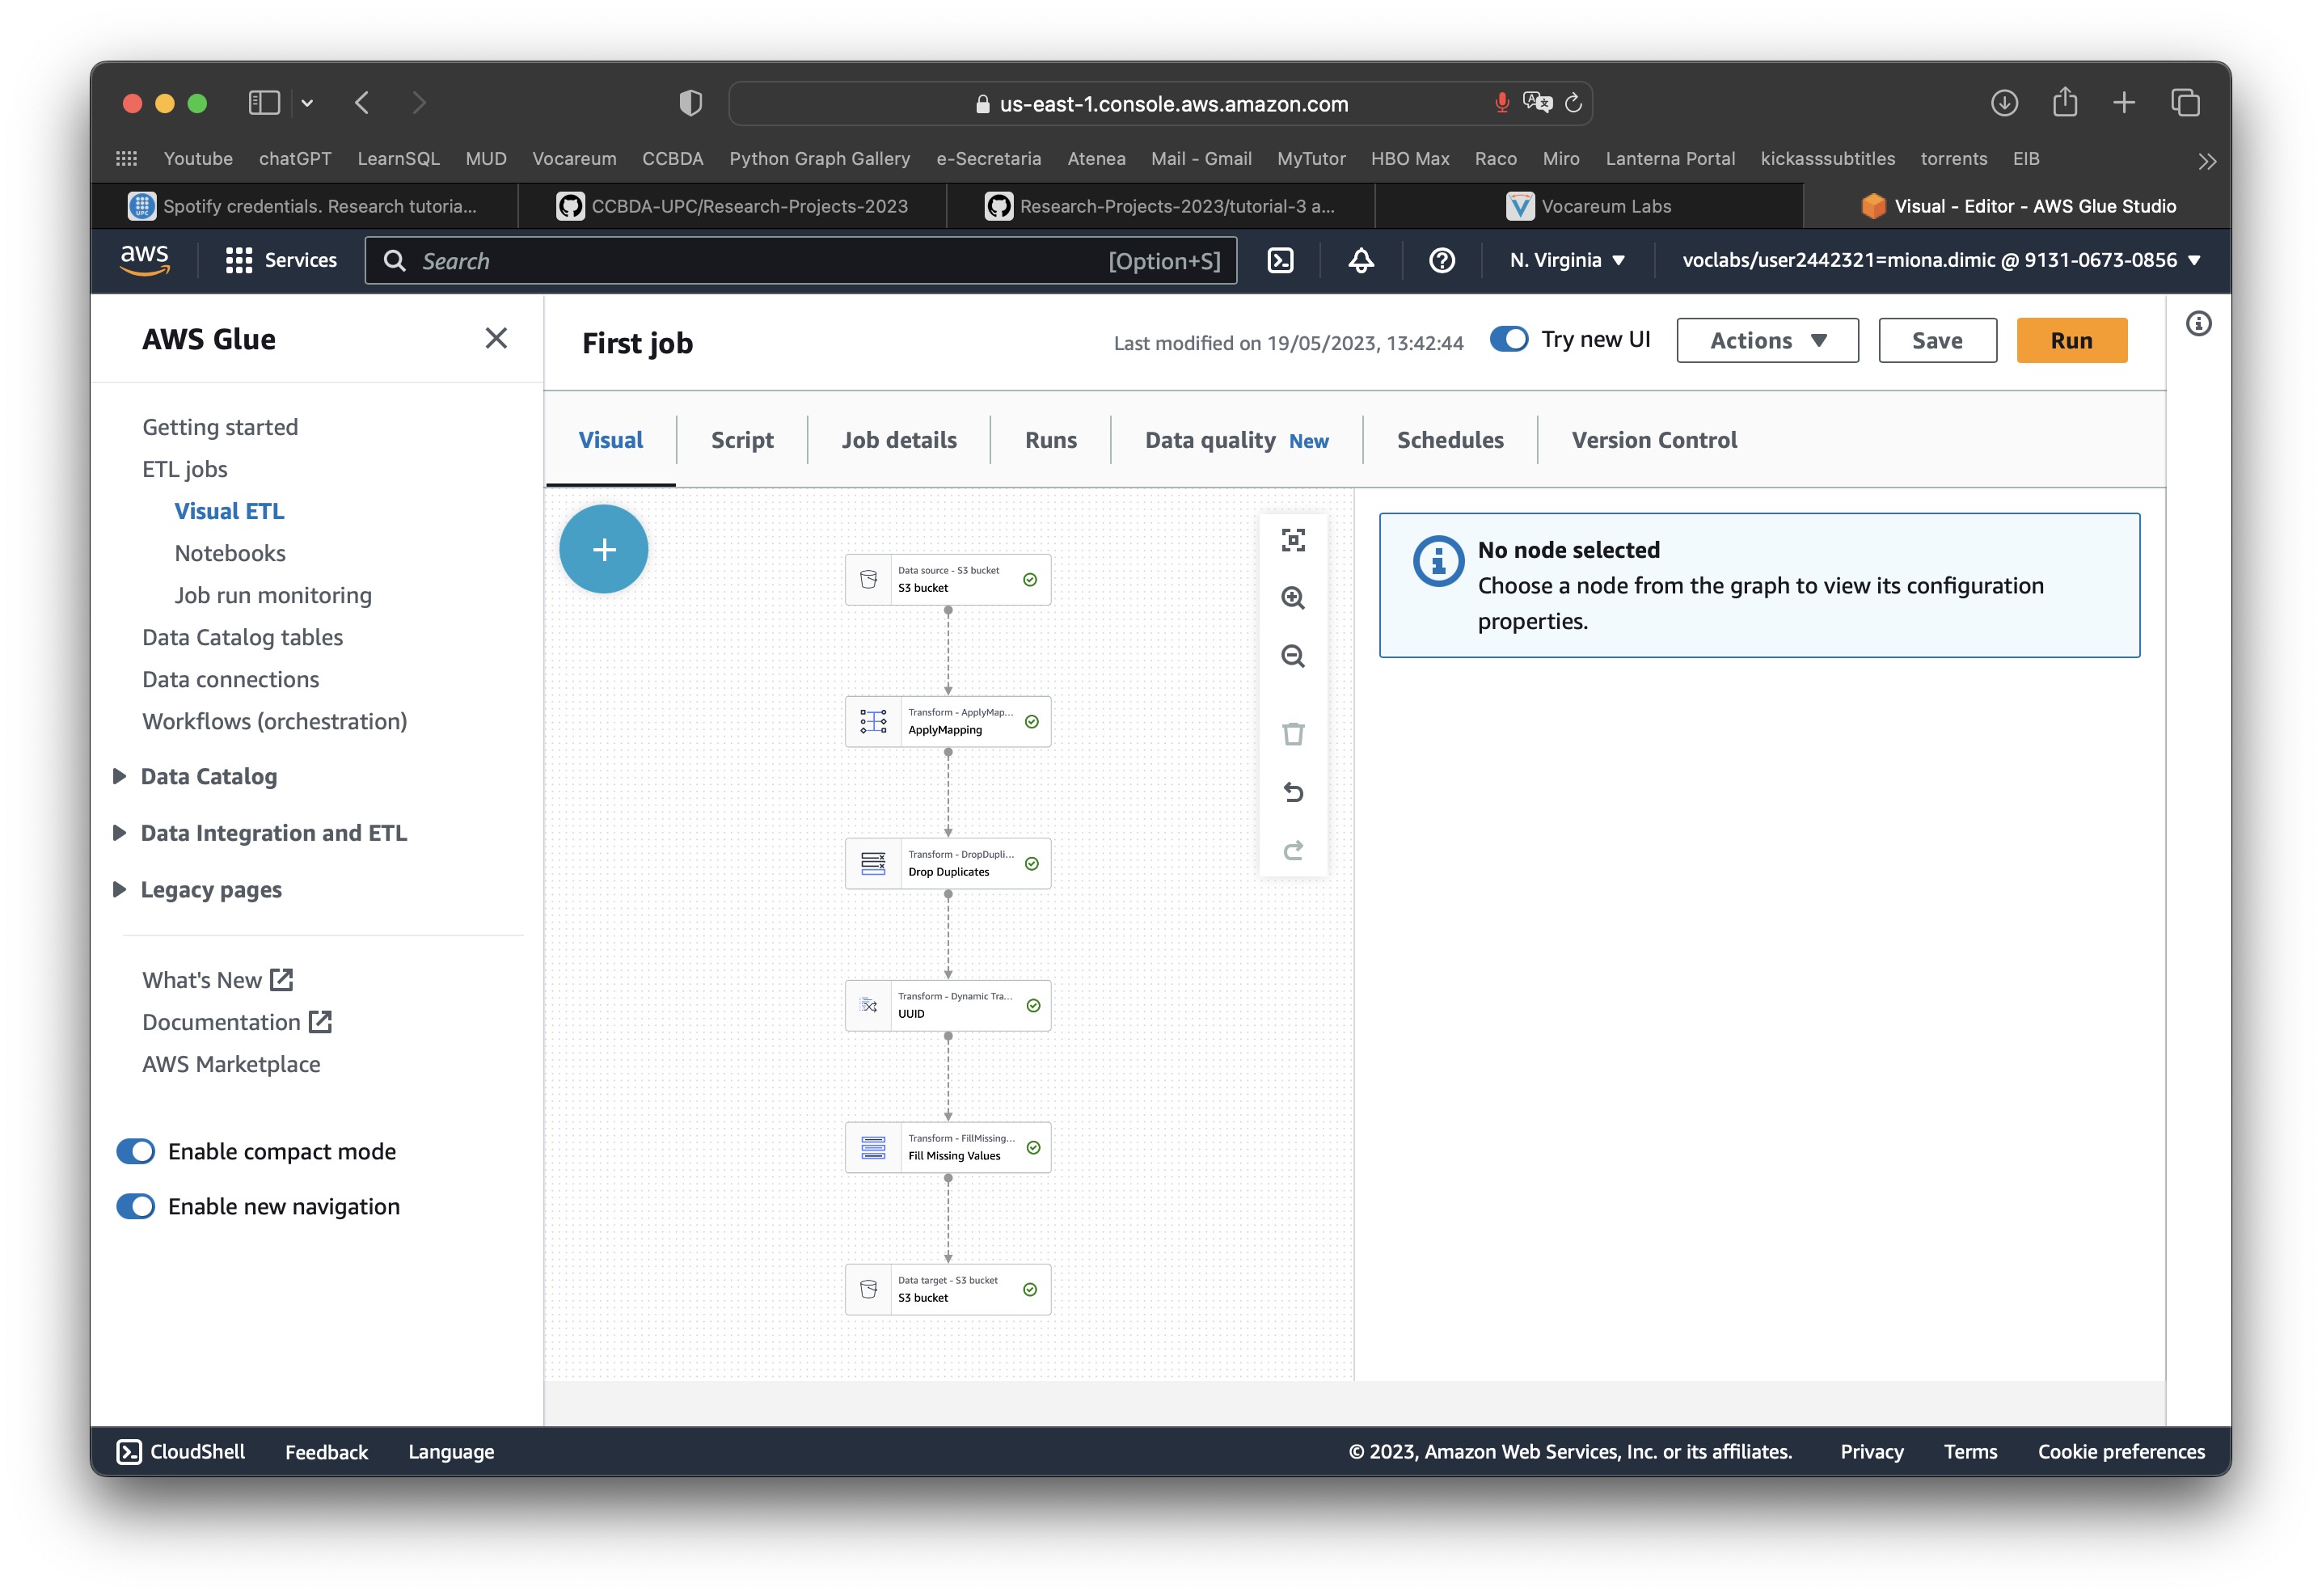 us-east-1.console.aws.amazon.com
Youtube chatGPT LearnSQL MUD Vocareum CCBDA Python Graph Gallery e-Secretaria Atenea Mail - Gmail MyTutor HBO Max Raco Miro Lanterna Portal kickasssubtitles torrents EIB
Spotify credentials. Research tutoria... CCBDA-UPC/Research-Projects-2023 Research-Projects-2023/tutorial-3 a... Vocareum Labs Visual - Editor - AWS Glue Studio
aws Services Search [Option+S] N. Virginia voclabs/user2442321=miona.dimic @ 9131-0673-0856
AWS Glue
Getting started
ETL jobs
Visual ETL
Notebooks
Job run monitoring
Data Catalog tables
Data connections
Workflows (orchestration)
Data Catalog
Data Integration and ETL
Legacy pages
What's New
Documentation
AWS Marketplace
Enable compact mode
Enable new navigation
First job Last modified on 19/05/2023, 13:42:44 Try new UI Actions Save Run
Visual Script Job details Runs Data quality New Schedules Version Control
Data source - S3 bucket
S3 bucket
Transform - ApplyMap...
ApplyMapping
Transform - DropDupli...
Drop Duplicates
Transform - Dynamic Tra...
UUID
Transform - FillMissing...
Fill Missing Values
Data target - S3 bucket
S3 bucket
No node selected
Choose a node from the graph to view its configuration
properties.
CloudShell Feedback Language © 2023, Amazon Web Services, Inc. or its affiliates. Privacy Terms Cookie preferences